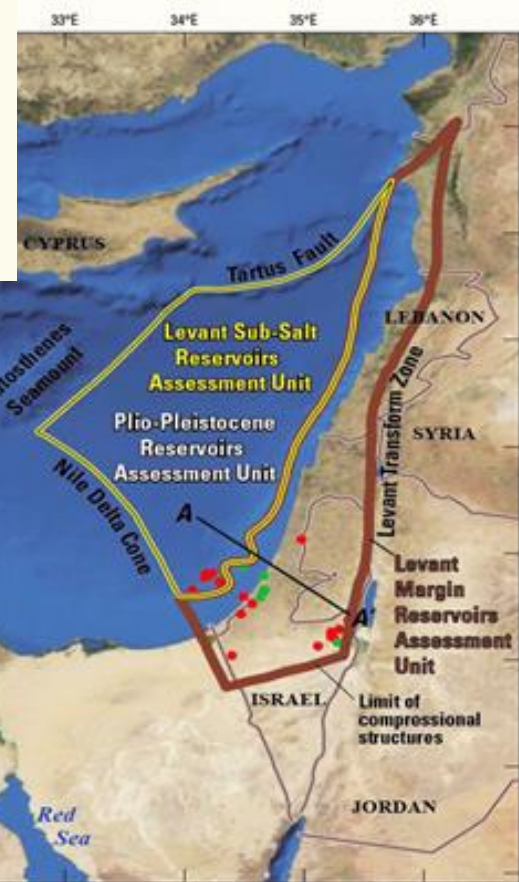 33°E 34°E 35°E 36°E
CYPRUS
Tartus Fault
Seamount
Levant Sub-Salt
Reservoirs
Assessment Unit
LEBANON
Plio-Pleistocene
Reservoirs
Assessment Unit
SYRIA
Levant Transform Zone
Nile Delta Cone
A
Levant
Margin
Reservoirs
Assessment
Unit
A'
ISRAEL
Limit of
compressional
structures
JORDAN
Red
Sea